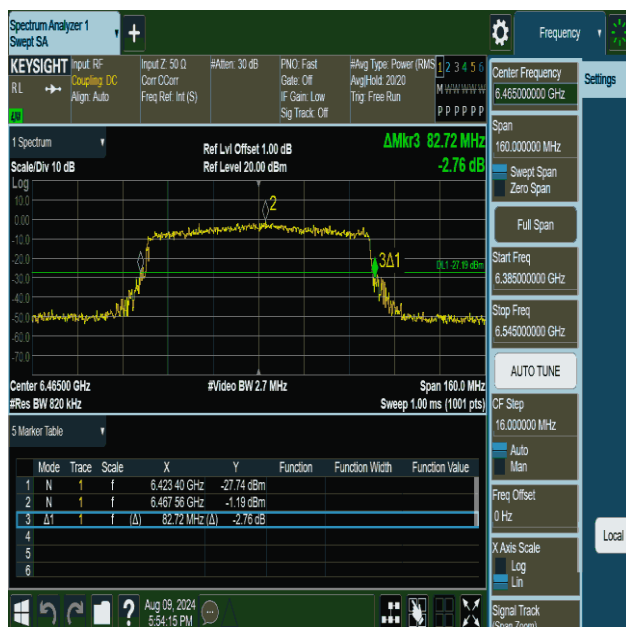 Spectrum Analyzer 1
Swept SA
+
Frequency
KEYSIGHT
RL
Input: RF
Coupling: DC
Align: Auto
Input Z: 50 Ω
Corr CCorr
Freq Ref: Int (S)
#Atten: 30 dB
PNO: Fast
Gate: Off
IF Gain: Low
Sig Track: Off
#Avg Type: Power (RMS
Avg|Hold: 20/20
Trig: Free Run
1 2 3 4 5 6
M W W W W W
P P P P P P
1 Spectrum
Scale/Div 10 dB
Log
Ref Lvl Offset 1.00 dB
Ref Level 20.00 dBm
ΔMkr3 82.72 MHz
-2.76 dB
10.0
0.00
-10.0
-20.0
-30.0
-40.0
-50.0
-60.0
-70.0
2
3Δ1
DL1 -27.19 dBm
Center 6.46500 GHz
#Video BW 2.7 MHz
Span 160.0 MHz
#Res BW 820 kHz
Sweep 1.00 ms (1001 pts)
5 Marker Table
Mode Trace Scale X Y Function Function Width Function Value
1 N 1 f 6.423 40 GHz -27.74 dBm
2 N 1 f 6.467 56 GHz -1.19 dBm
3 Δ1 1 f (Δ) 82.72 MHz (Δ) -2.76 dB
4
5
6
?
Aug 09, 2024
5:54:15 PM
Center Frequency
6.465000000 GHz
Settings
Span
160.000000 MHz
Swept Span
Zero Span
Full Span
Start Freq
6.385000000 GHz
Stop Freq
6.545000000 GHz
AUTO TUNE
CF Step
16.000000 MHz
Auto
Man
Freq Offset
0 Hz
X Axis Scale
Log
Lin
Local
Signal Track
(Span Zoom)